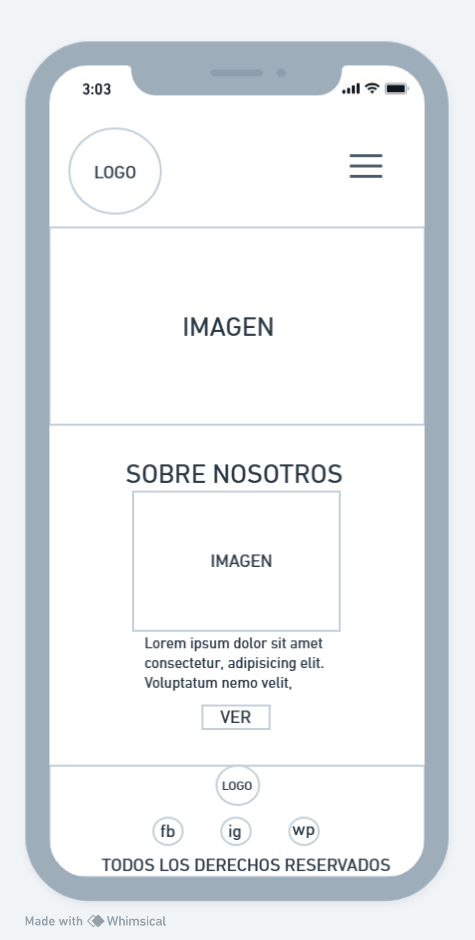 3:03
LOGO
IMAGEN
SOBRE NOSOTROS
IMAGEN
Lorem ipsum dolor sit amet
consectetur, adipisicing elit.
Voluptatum nemo velit,
VER
LOGO
fb ig wp
TODOS LOS DERECHOS RESERVADOS
Made with Whimsical